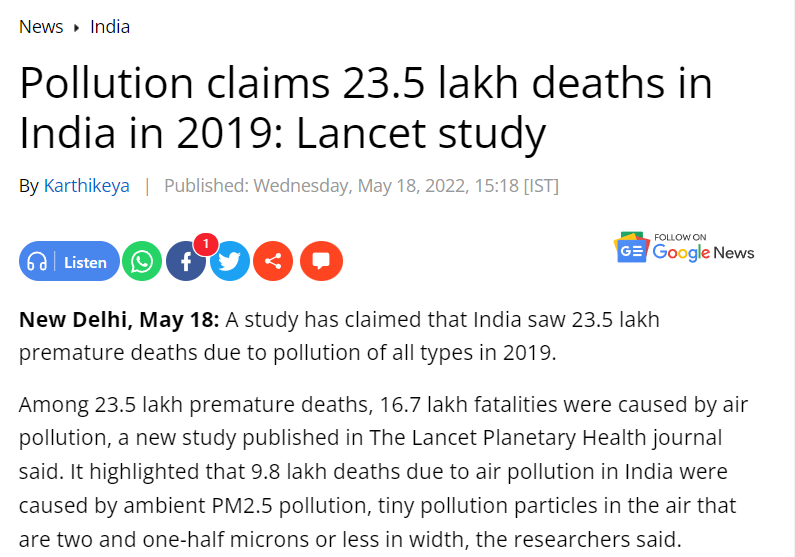 News ▸ India
Pollution claims 23.5 lakh deaths in
India in 2019: Lancet study
By Karthikeya | Published: Wednesday, May 18, 2022, 15:18 [IST]
Listen
1
FOLLOW ON
GE Google News
New Delhi, May 18: A study has claimed that India saw 23.5 lakh
premature deaths due to pollution of all types in 2019.
Among 23.5 lakh premature deaths, 16.7 lakh fatalities were caused by air
pollution, a new study published in The Lancet Planetary Health journal
said. It highlighted that 9.8 lakh deaths due to air pollution in India were
caused by ambient PM2.5 pollution, tiny pollution particles in the air that
are two and one-half microns or less in width, the researchers said.